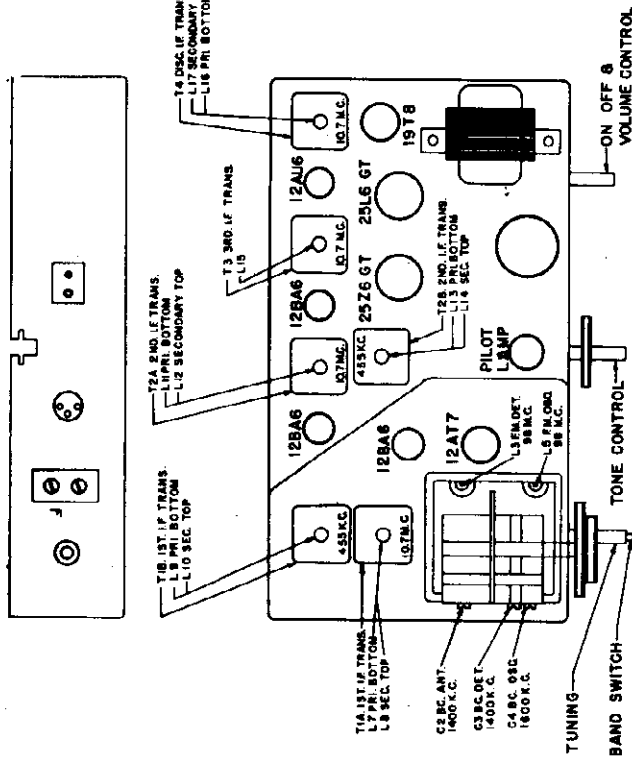 T4 DISC. I.F. TRANS.
L17 SECONDARY
L16 PRI. BOTTOM
T3 3RD. I.F. TRANS.
L15
T2A 2ND. I.F. TRANS.
L11 PRI. BOTTOM
L12 SECONDARY TOP
F
T1B. 1ST. I.F. TRANS.
L9 PRI. BOTTOM
L10 SEC. TOP
12AU6
12BA6
12BA6
10.7 M.C.
10.7 M.C.
10.7 M.C.
455 K.C.
19T8
25L6 GT
25Z6 GT
455 K.C.
T2B. 2ND. I.F. TRANS.
L13 PRI. BOTTOM
L14 SEC. TOP
12BA6
10.7 M.C.
T1A. 1ST. I.F. TRANS.
L7 PRI. BOTTOM
L8 SEC. TOP
PILOT
LAMP
12AT7
L3 F.M. DET.
98 M.C.
L5 F.M. OSC.
98 M.C.
C2 BC. ANT.
1400 K.C.
C3 BC. DET.
1400 K.C.
C4 BC. OSC.
1600 K.C.
ON OFF &
VOLUME CONTROL
TONE CONTROL
TUNING
BAND SWITCH